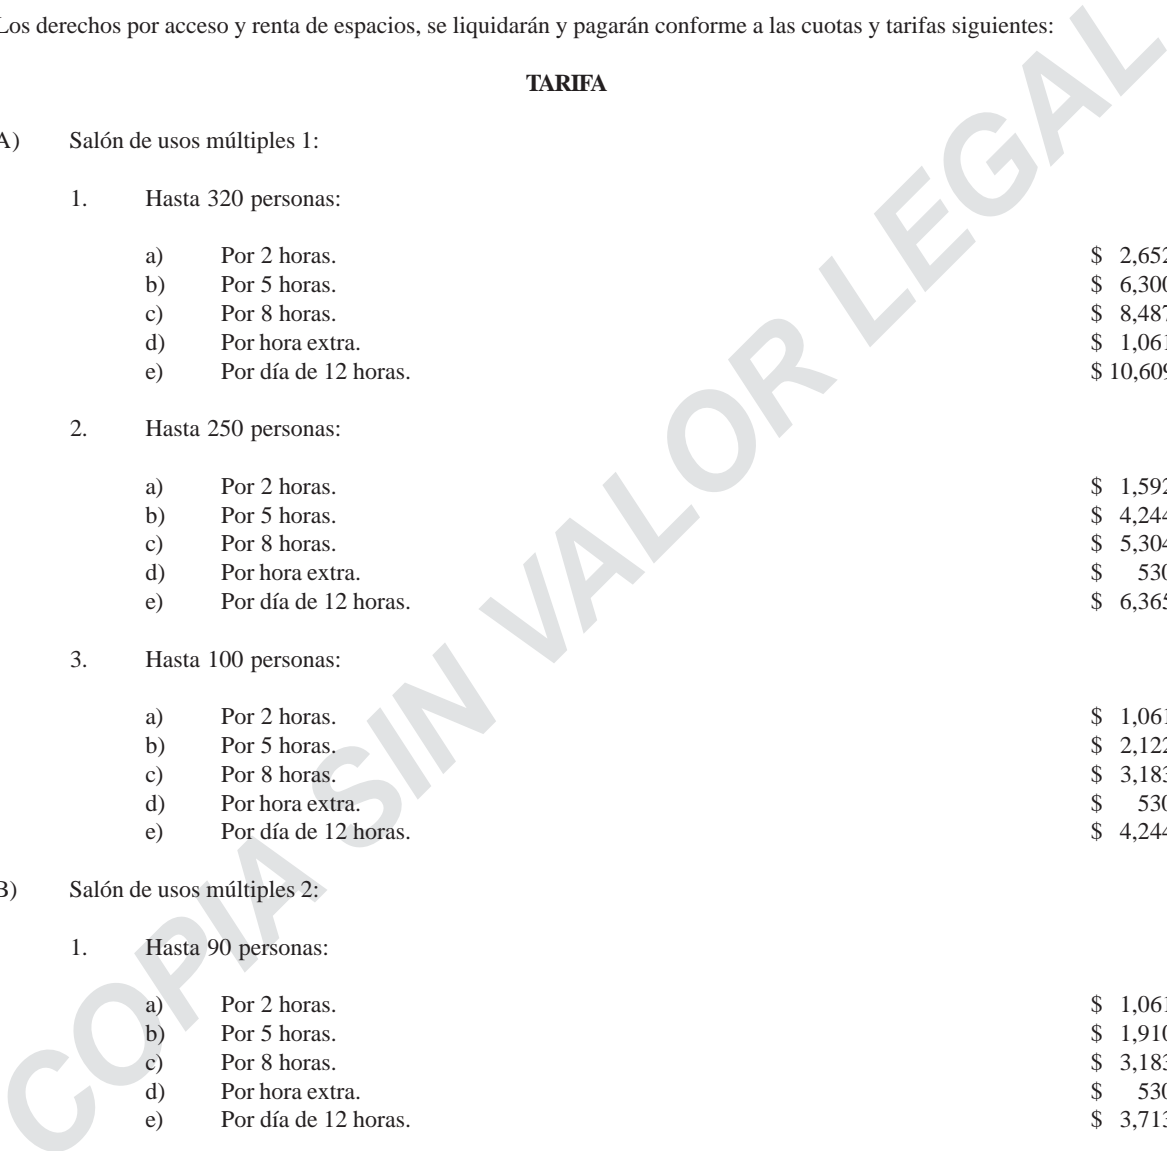 Los derechos por acceso y renta de espacios, se liquidarán y pagarán conforme a las cuotas y tarifas siguientes:
TARIFA
A) Salón de usos múltiples 1:
1. Hasta 320 personas:
a) Por 2 horas. $ 2,652
b) Por 5 horas. $ 6,300
c) Por 8 horas. $ 8,487
d) Por hora extra. $ 1,061
e) Por día de 12 horas. $ 10,609
2. Hasta 250 personas:
a) Por 2 horas. $ 1,592
b) Por 5 horas. $ 4,244
c) Por 8 horas. $ 5,304
d) Por hora extra. $ 530
e) Por día de 12 horas. $ 6,365
3. Hasta 100 personas:
a) Por 2 horas. $ 1,061
b) Por 5 horas. $ 2,122
c) Por 8 horas. $ 3,183
d) Por hora extra. $ 530
e) Por día de 12 horas. $ 4,244
B) Salón de usos múltiples 2:
1. Hasta 90 personas:
a) Por 2 horas. $ 1,061
b) Por 5 horas. $ 1,910
c) Por 8 horas. $ 3,183
d) Por hora extra. $ 530
e) Por día de 12 horas. $ 3,713
COPIA SIN VALOR LEGAL